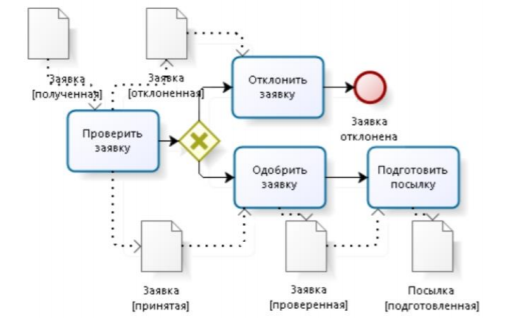 Заявка
[полученная]
Заявка
[отклоненная]
Отклонить
заявку
Заявка
отклонена
Проверить
заявку
Одобрить
заявку
Подготовить
посылку
Заявка
[принятая]
Заявка
[проверенная]
Посылка
[подготовленная]